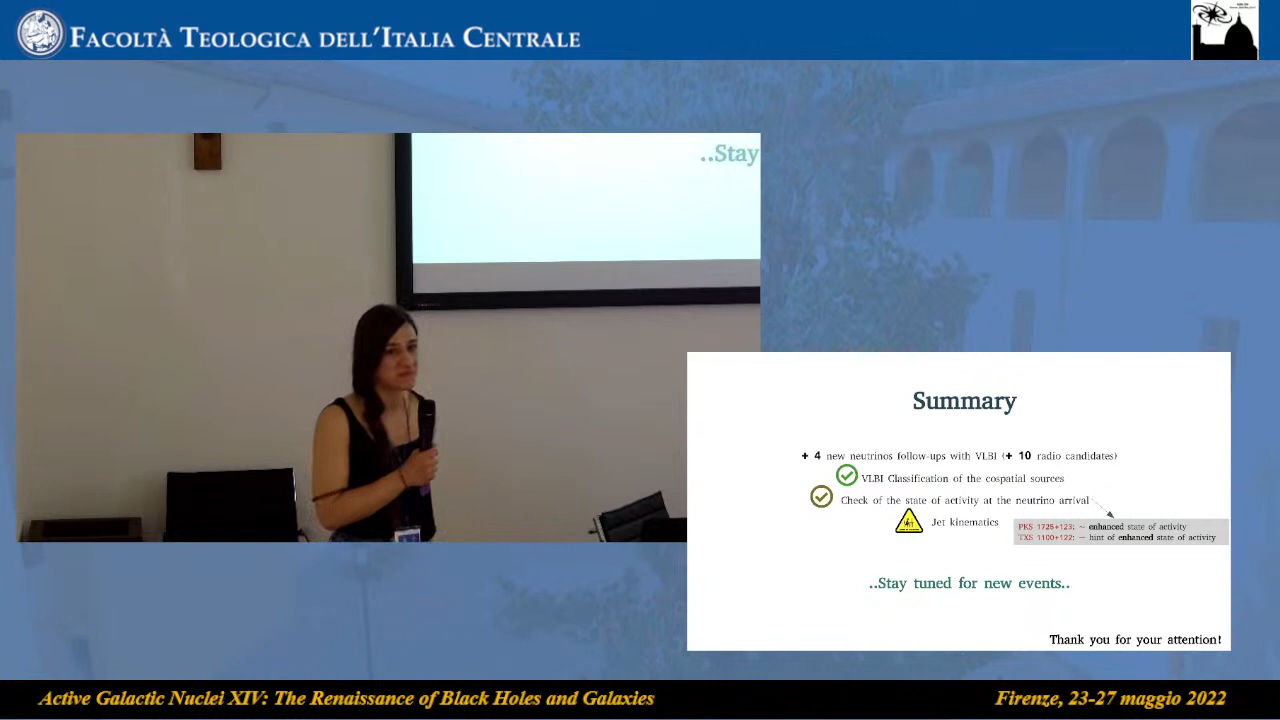 FACOLTÀ TEOLOGICA DELL'ITALIA CENTRALE
..Stay
Summary
+ 4 new neutrinos follow-ups with VLBI (+ 10 radio candidates)
VLBI Classification of the cospatial sources
Check of the state of activity at the neutrino arrival
Jet kinematics
PKS 1725+123: ~ enhanced state of activity
TXS 1100+122: ~ hint of enhanced state of activity
..Stay tuned for new events..
Thank you for your attention!
Active Galactic Nuclei XIV: The Renaissance of Black Holes and Galaxies
Firenze, 23-27 maggio 2022